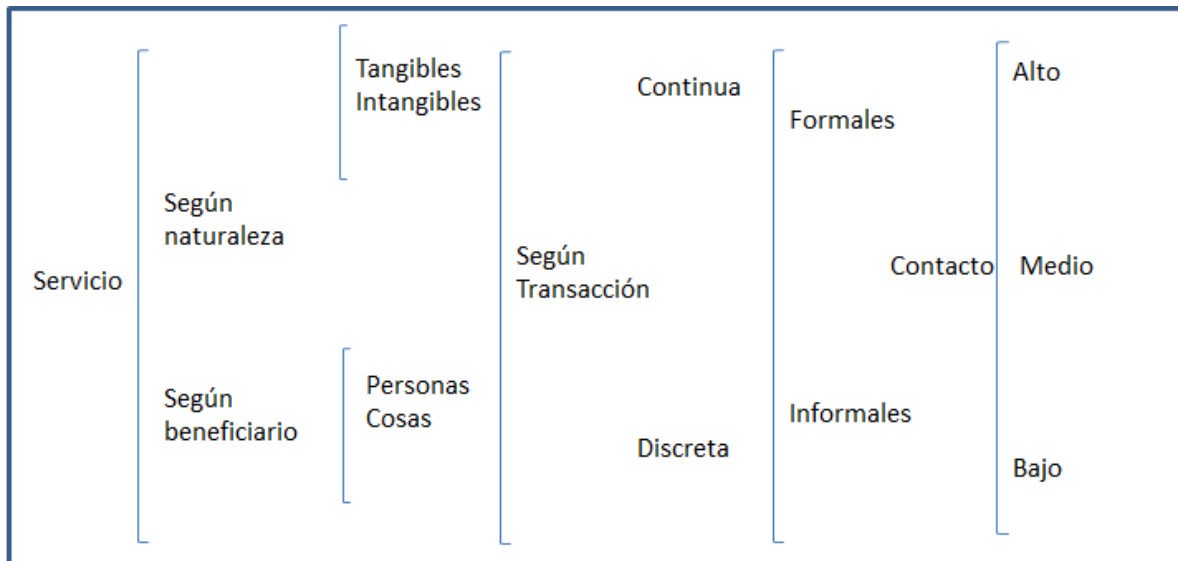 Servicio
Según
naturaleza
Según
beneficiario
Tangibles
Intangibles
Personas
Cosas
Según
Transacción
Continua
Discreta
Formales
Informales
Contacto
Alto
Medio
Bajo